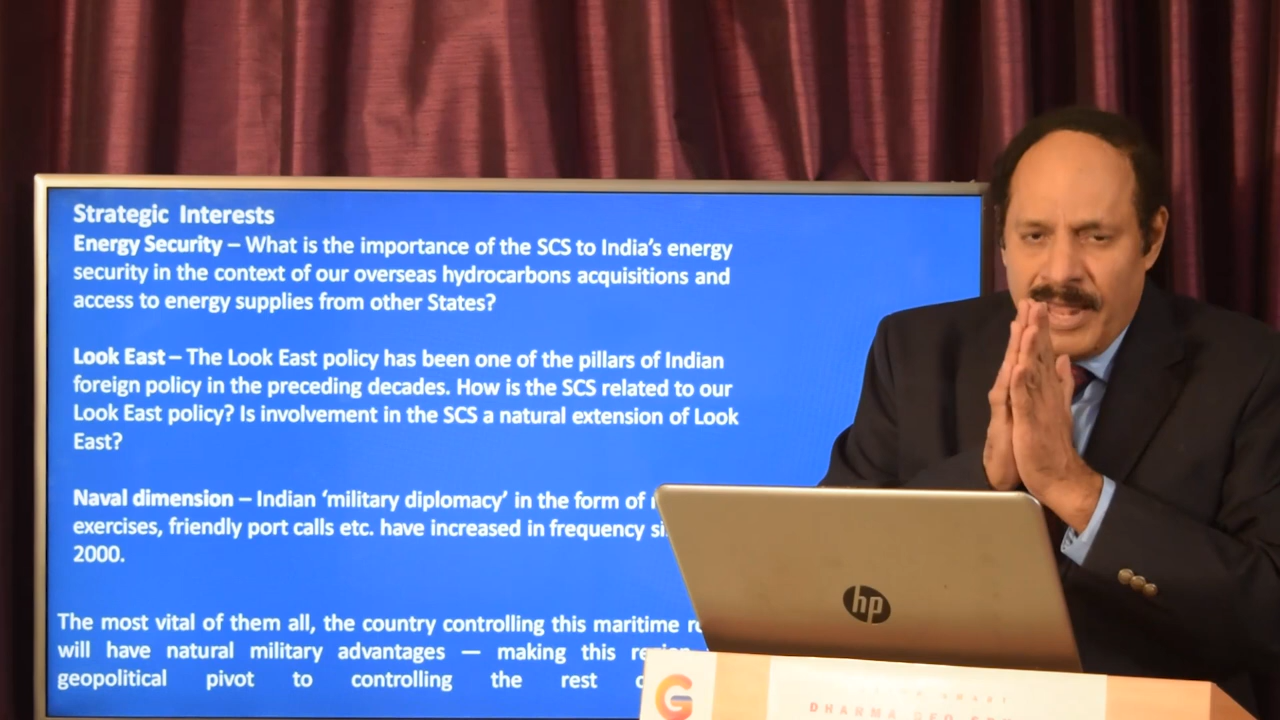 Strategic Interests
Energy Security – What is the importance of the SCS to India's energy
security in the context of our overseas hydrocarbons acquisitions and
access to energy supplies from other States?
Look East – The Look East policy has been one of the pillars of Indian
foreign policy in the preceding decades. How is the SCS related to our
Look East policy? Is involvement in the SCS a natural extension of Look
East?
Naval dimension – Indian 'military diplomacy' in the form of
exercises, friendly port calls etc. have increased in frequency
2000.
The most vital of them all, the country controlling this maritime
will have natural military advantages — making this
geopolitical pivot to controlling the rest
hp
G
DHARMA